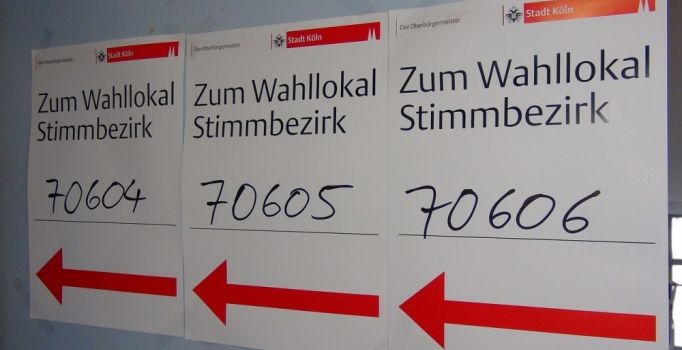 Der Oberbürgermeister Stadt Köln
Zum Wahllokal
Stimmbezirk
70604
Der Oberbürgermeister Stadt Köln
Zum Wahllokal
Stimmbezirk
70605
Der Oberbürgermeister Stadt Köln
Zum Wahllokal
Stimmbezirk
70606